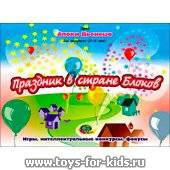 Блоки Дьенеша
Праздник в стране Блоков
Игры, интеллектуальные конкурсы, фокусы
www.toys-for-kids.ru